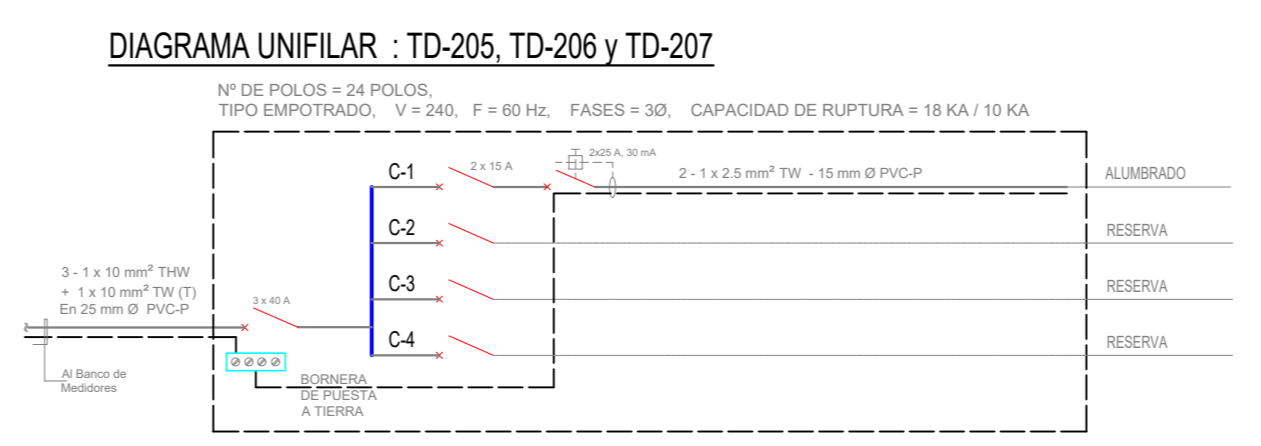 DIAGRAMA UNIFILAR : TD-205, TD-206 y TD-207
Nº DE POLOS = 24 POLOS,
TIPO EMPOTRADO, V = 240, F = 60 Hz, FASES = 3Ø, CAPACIDAD DE RUPTURA = 18 KA / 10 KA
C-1
2 x 15 A
T
2x25 A, 30 mA
2 - 1 x 2.5 mm² TW - 15 mm Ø PVC-P
ALUMBRADO
C-2
RESERVA
C-3
RESERVA
C-4
RESERVA
3 - 1 x 10 mm² THW
+ 1 x 10 mm² TW (T)
En 25 mm Ø PVC-P
3 x 40 A
Al Banco de
Medidores
BORNERA
DE PUESTA
A TIERRA